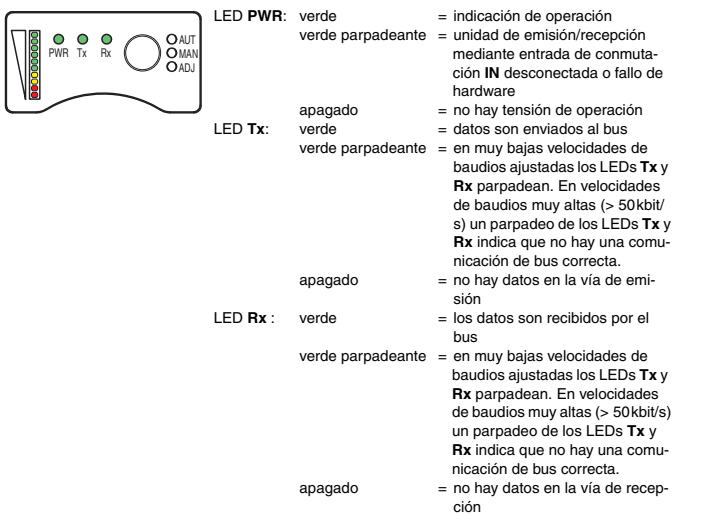 PWR Tx Rx
AUT
MAN
ADJ
LED PWR: verde = indicación de operación
verde parpadeante = unidad de emisión/recepción
mediante entrada de conmuta-
ción IN desconectada o fallo de
hardware
apagado = no hay tensión de operación
LED Tx: verde = datos son enviados al bus
verde parpadeante = en muy bajas velocidades de
baudios ajustadas los LEDs Tx y
Rx parpadean. En velocidades
de baudios muy altas (> 50kbit/
s) un parpadeo de los LEDs Tx y
Rx indica que no hay una comu-
nicación de bus correcta.
apagado = no hay datos en la vía de emi-
sión
LED Rx : verde = los datos son recibidos por el
bus
verde parpadeante = en muy bajas velocidades de
baudios ajustadas los LEDs Tx y
Rx parpadean. En velocidades
de baudios muy altas (> 50kbit/s)
un parpadeo de los LEDs Tx y
Rx indica que no hay una comu-
nicación de bus correcta.
apagado = no hay datos en la vía de recep-
ción